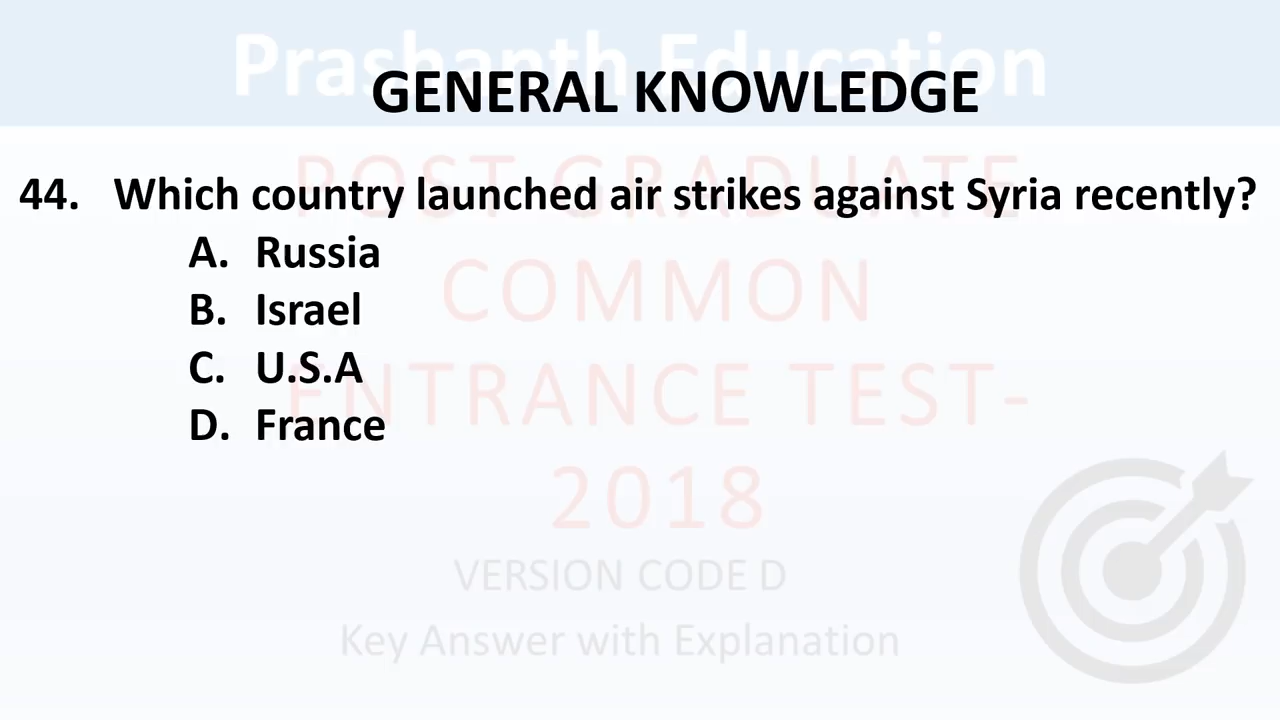 Prashanth Education
GENERAL KNOWLEDGE
POST GRADUATE
44. Which country launched air strikes against Syria recently?
A. Russia
COMMON
B. Israel
C. U.S.A
ENTRANCE TEST-
D. France
2018
VERSION CODE D
Key Answer with Explanation